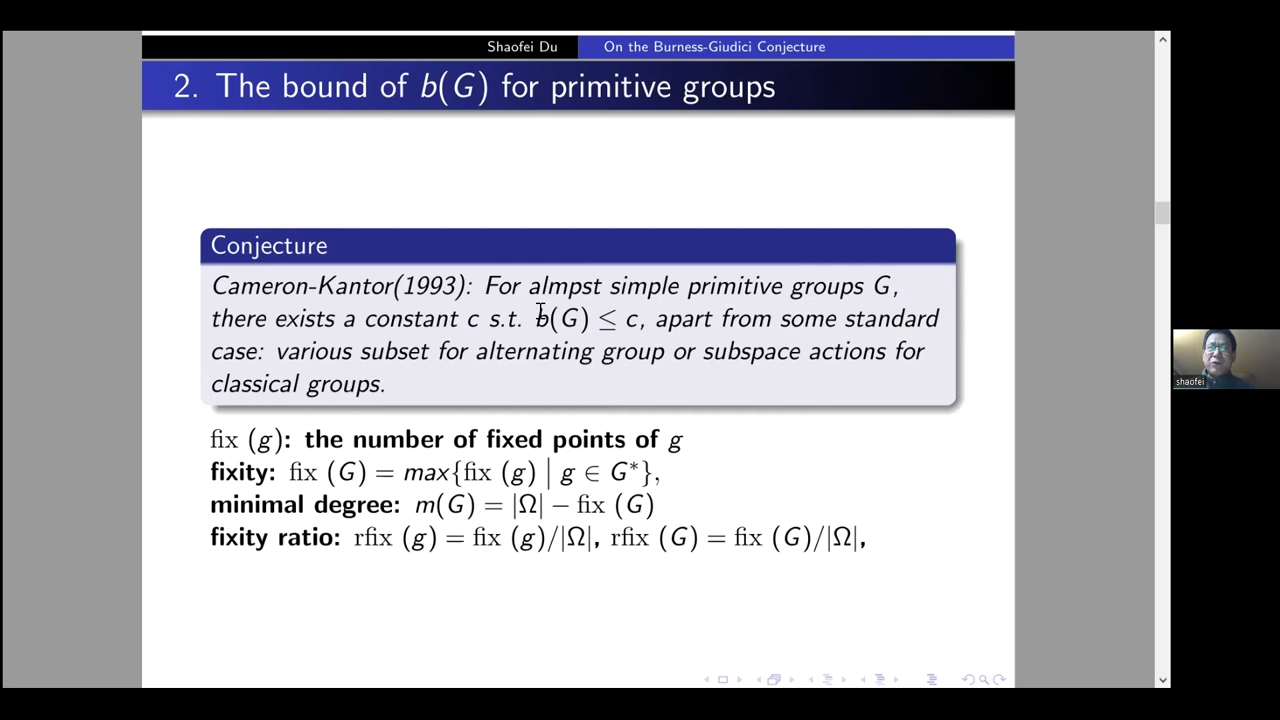 Shaofei Du On the Burness-Giudici Conjecture
2. The bound of b(G) for primitive groups
Conjecture
Cameron-Kantor(1993): For almpst simple primitive groups G,
there exists a constant c s.t. b(G) ≤ c, apart from some standard
case: various subset for alternating group or subspace actions for
classical groups.
fix (g): the number of fixed points of g
fixity: fix (G) = max{fix (g) | g ∈ G*},
minimal degree: m(G) = |Ω| − fix (G)
fixity ratio: rfix (g) = fix (g)/|Ω|, rfix (G) = fix (G)/|Ω|,
shaofei